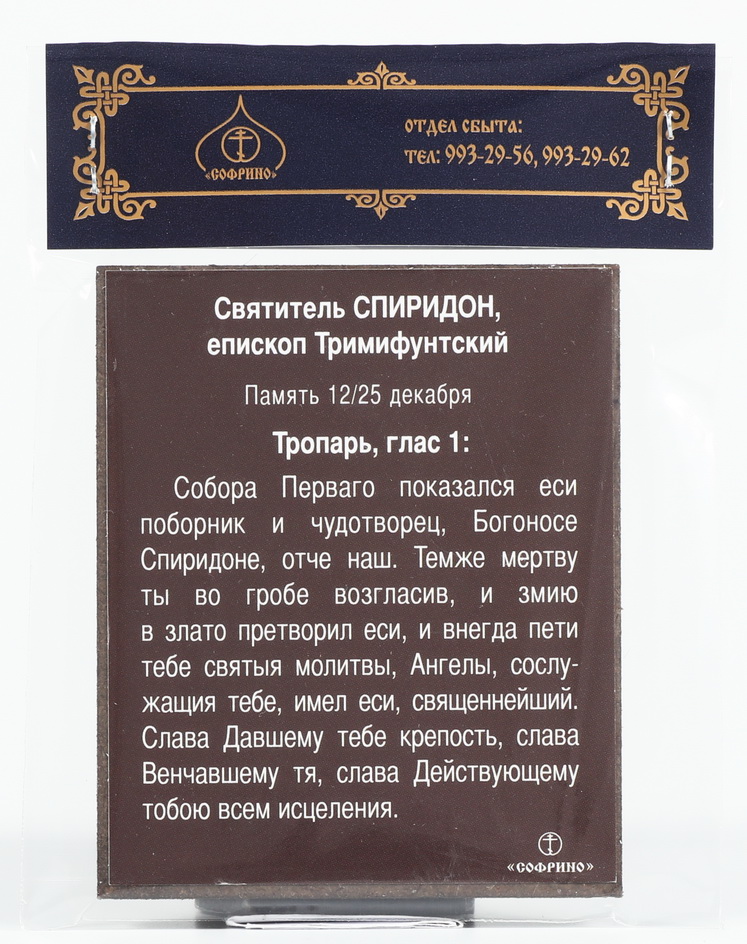 ОТДЕЛ СБЫТА:
«СОФРИНО»
ТЕЛ: 993-29-56, 993-29-62
Святитель СПИРИДОН,
епископ Тримифунтский
Память 12/25 декабря
Тропарь, глас 1:
Собора Перваго показался еси
поборник и чудотворец, Богоносе
Спиридоне, отче наш. Темже мертву
ты во гробе возгласив, и змию
в злато претворил еси, и внегда пети
тебе святыя молитвы, Ангелы, сослу-
жащия тебе, имел еси, священнейший.
Слава Давшему тебе крепость, слава
Венчавшему тя, слава Действующему
тобою всем исцеления.
«СОФРИНО»